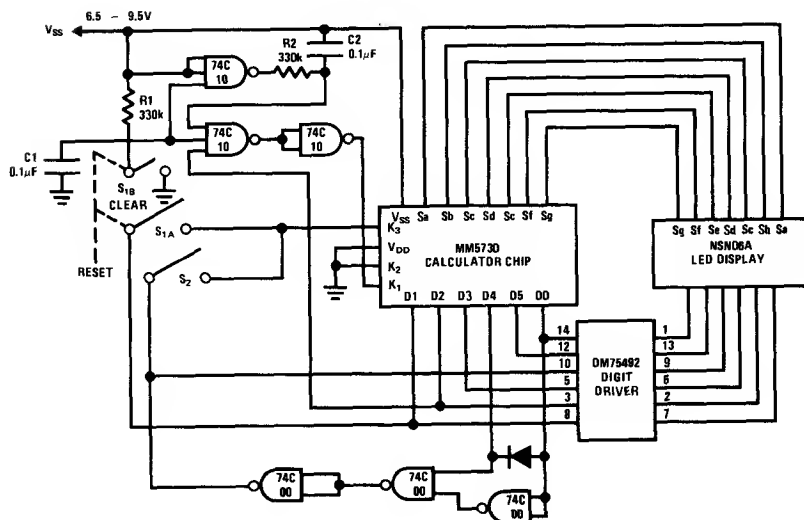 6.5 - 9.5V
VSS
C2
0.1µF
R2
330k
74C
10
R1
330k
74C
10
74C
10
C1
0.1µF
S1B
CLEAR
S1A
RESET
S2
VSS Sa Sb Sc Sd Sc Sf Sg
K3
VDD
K2
K1
MM5730
CALCULATOR CHIP
D1 D2 D3 D4 D5 DD
Sg Sf Se Sd Sc Sb Sa
NSN06A
LED DISPLAY
14
12
10
5
3
8
DM75492
DIGIT
DRIVER
1
13
9
6
2
7
74C
00
74C
00
74C
00